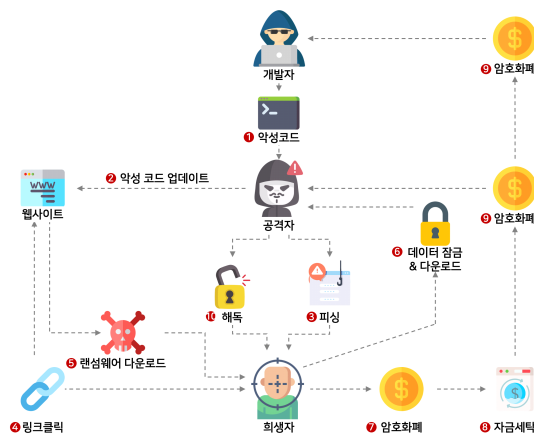 개발자
❾ 암호화폐
❶ 악성코드
❷ 악성 코드 업데이트
WWW
웹사이트
공격자
❾ 암호화폐
❻ 데이터 잠금
& 다운로드
❿ 해독
❸ 피싱
❺ 랜섬웨어 다운로드
❹ 링크클릭
희생자
❼ 암호화폐
❽ 자금세탁